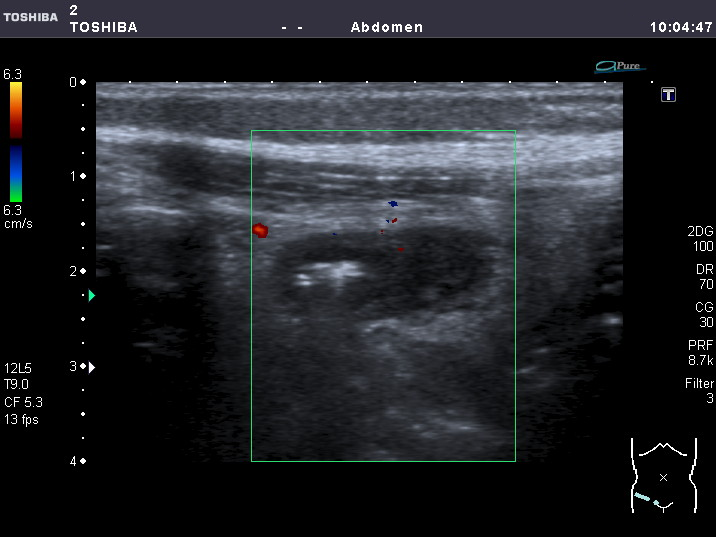 TOSHIBA
2
TOSHIBA - - Abdomen 10:04:47
aPure
T
6.3
6.3
cm/s
0
1
2
3
4
12L5
T9.0
CF 5.3
13 fps
2DG
100
DR
70
CG
30
PRF
8.7k
Filter
3